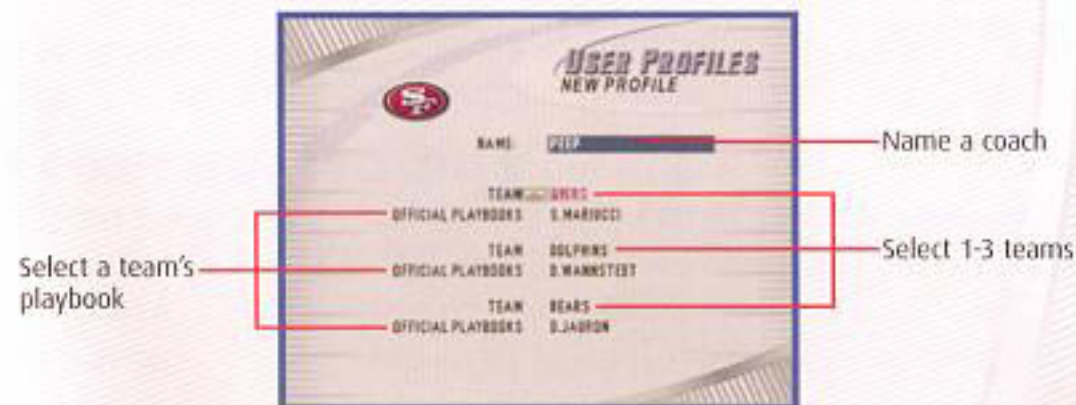 USER PROFILES
NEW PROFILE
SF
NAME PEEP
Name a coach
TEAM 49ERS
OFFICIAL PLAYBOOKS S.MARIUCCI
TEAM DOLPHINS
Select 1-3 teams
OFFICIAL PLAYBOOKS D.WANNSTEDT
Select a team's
playbook
TEAM BEARS
OFFICIAL PLAYBOOKS D.JAURON